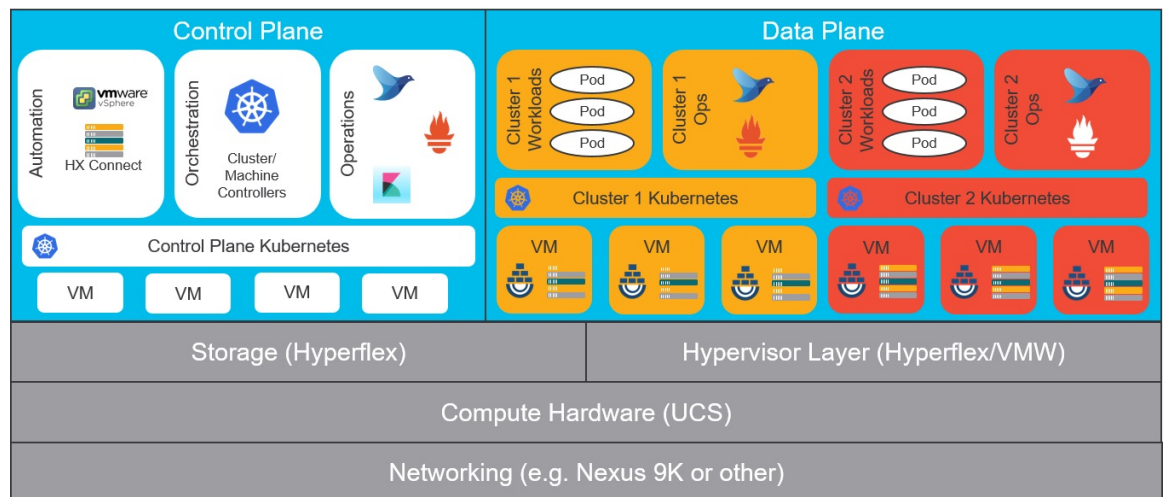 Control Plane
Data Plane
Automation
vmware
vSphere
HX Connect
Orchestration
Cluster/
Machine
Controllers
Operations
Cluster 1
Workloads
Pod
Pod
Pod
Cluster 1
Ops
Cluster 2
Workloads
Pod
Pod
Pod
Cluster 2
Ops
Control Plane Kubernetes
Cluster 1 Kubernetes
Cluster 2 Kubernetes
VM
VM
VM
VM
VM
VM
VM
VM
VM
VM
Storage (Hyperflex)
Hypervisor Layer (Hyperflex/VMW)
Compute Hardware (UCS)
Networking (e.g. Nexus 9K or other)